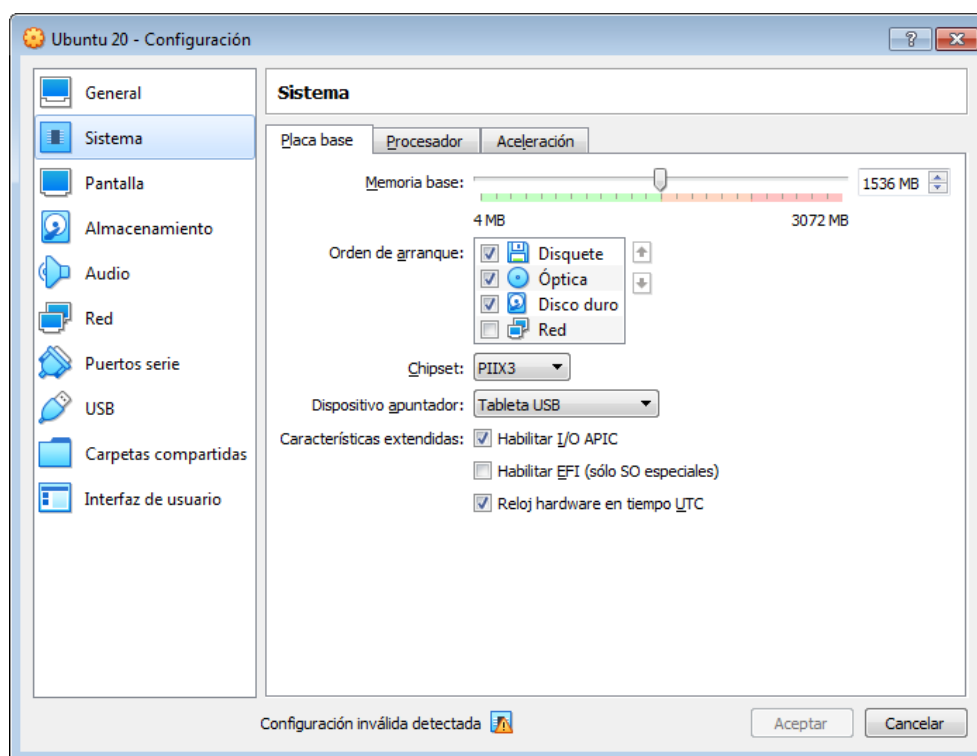 Ubuntu 20 - Configuración
General
Sistema
Pantalla
Almacenamiento
Audio
Red
Puertos serie
USB
Carpetas compartidas
Interfaz de usuario
Sistema
Placa base Procesador Aceleración
Memoria base: 1536 MB
4 MB 3072 MB
Orden de arranque: Disquete
Óptica
Disco duro
Red
Chipset: PIIX3
Dispositivo apuntador: Tableta USB
Características extendidas: Habilitar I/O APIC
Habilitar EFI (sólo SO especiales)
Reloj hardware en tiempo UTC
Configuración inválida detectada Aceptar Cancelar